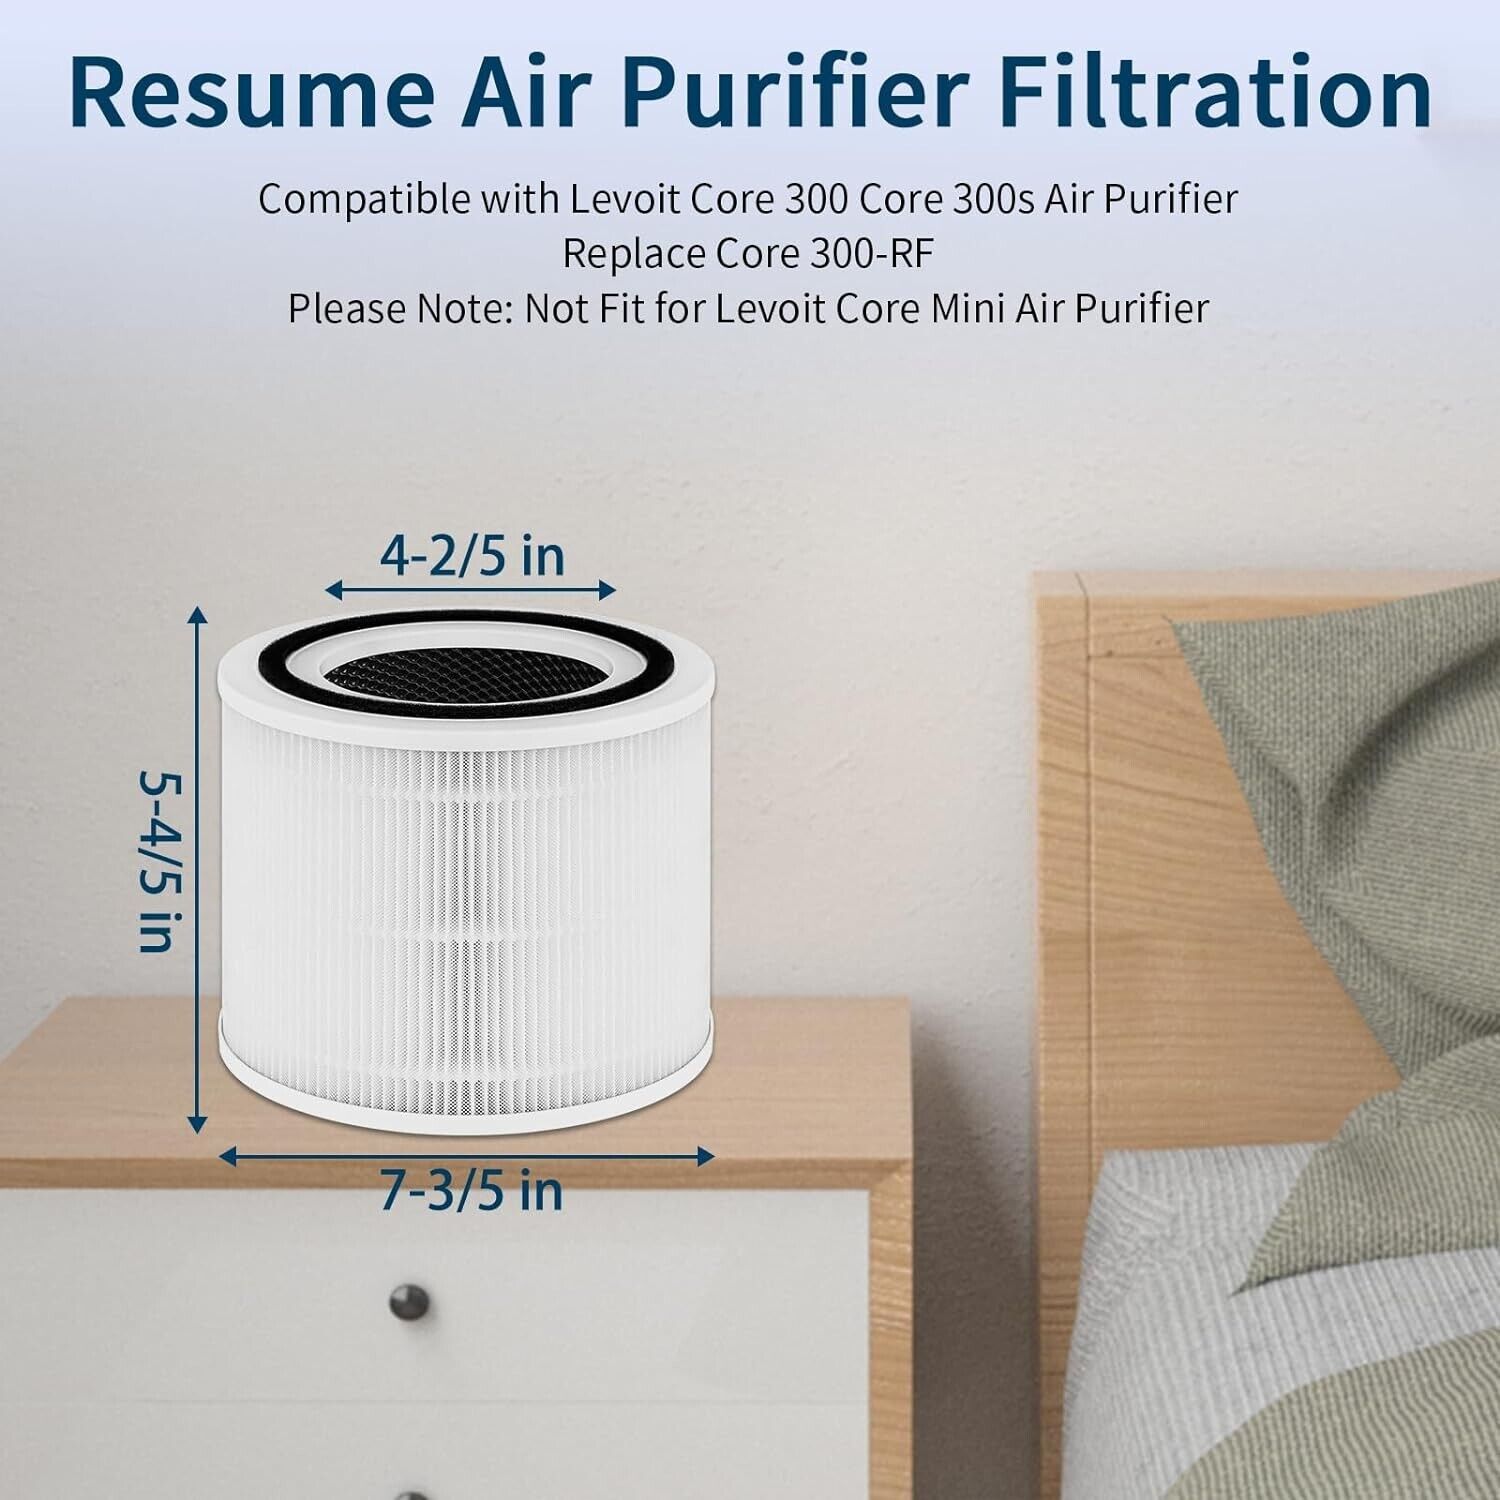 Resume Air Purifier Filtration
Compatible with Levoit Core 300 Core 300s Air Purifier
Replace Core 300-RF
Please Note: Not Fit for Levoit Core Mini Air Purifier
4-2/5 in
5-4/5 in
7-3/5 in